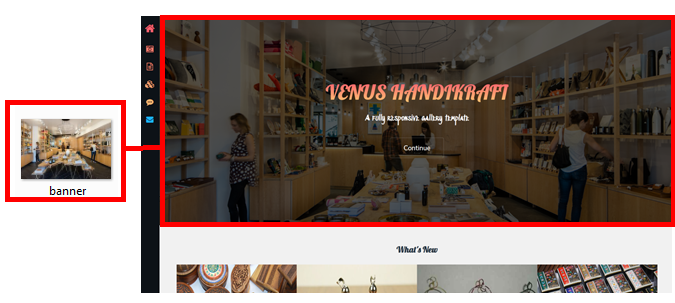 VENUS HANDIKRAFT
A Fully Responsive Gallery Template
Continue
banner
What's New